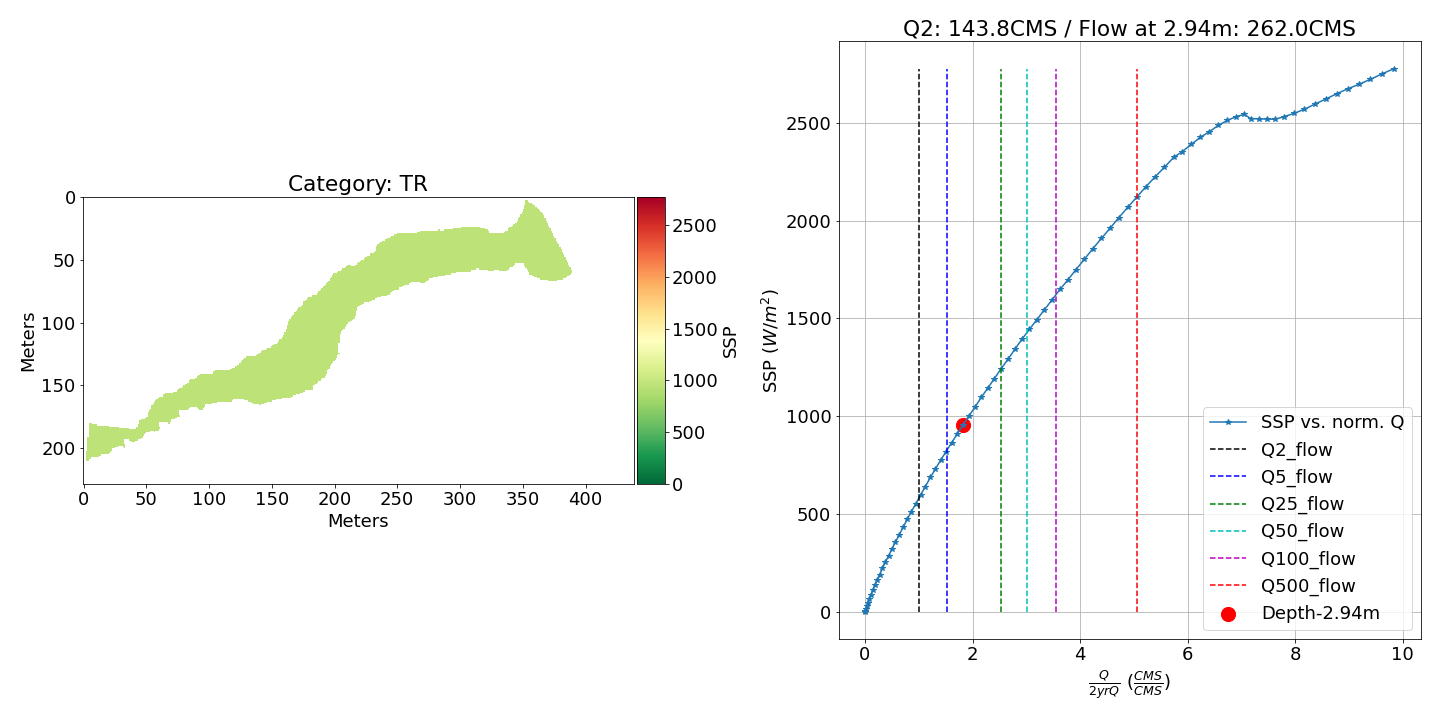 Category: TR
0
50
100
150
200
Meters
0
50
100
150
200
250
300
350
400
Meters
2500
2000
1500
1000
500
0
SSP
Q2: 143.8CMS / Flow at 2.94m: 262.0CMS
2500
2000
1500
1000
500
0
SSP (W/m²)
0
2
4
6
8
10
Q/2yrQ (CMS/CMS)
SSP vs. norm. Q
Q2_flow
Q5_flow
Q25_flow
Q50_flow
Q100_flow
Q500_flow
Depth-2.94m